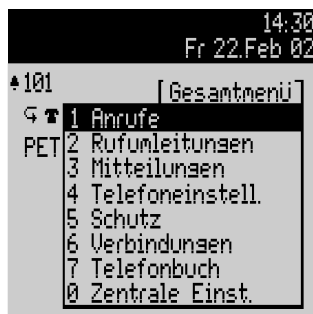 14:30
Fr 22.Feb 02
101
[Gesamtmenü]
1 Anrufe
PET
2 Rufumleitungen
3 Mitteilungen
4 Telefoneinstell.
5 Schutz
6 Verbindungen
7 Telefonbuch
0 Zentrale Einst.